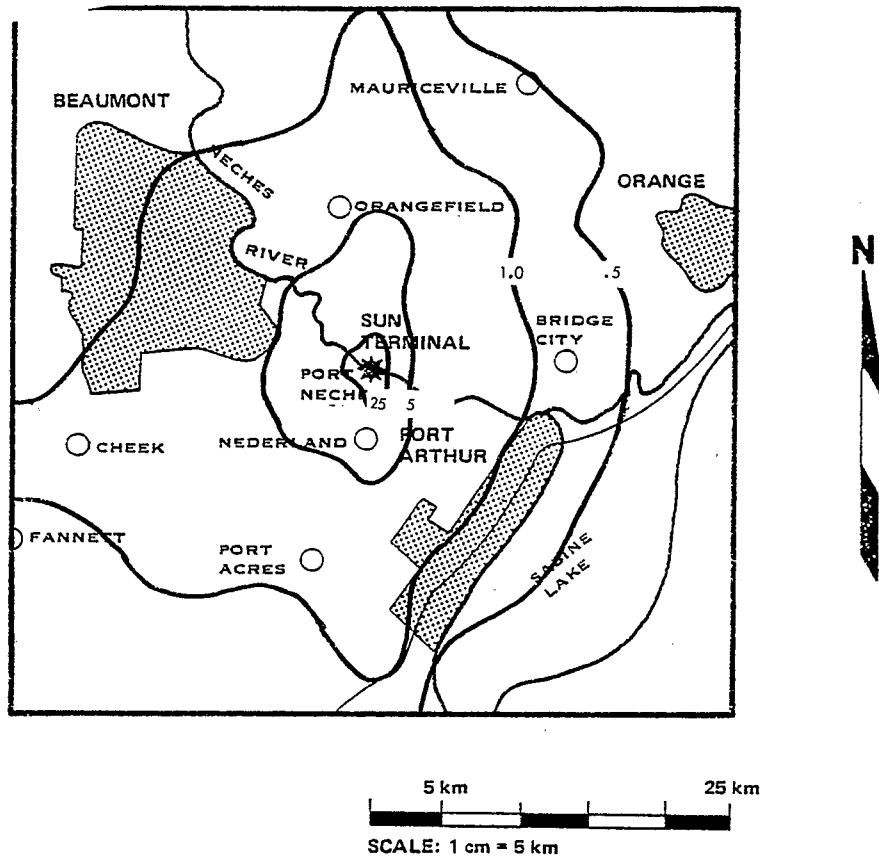 MAURICEVILLE
BEAUMONT
NECHES
ORANGE
ORANGEFIELD
RIVER
N
1.0
.5
SUN
TERMINAL
BRIDGE
CITY
PORT
NECHE
25
5
NEDERLAND
PORT
ARTHUR
CHEEK
FANNETT
PORT
ACRES
SABINE
LAKE
5 km
25 km
SCALE: 1 cm = 5 km